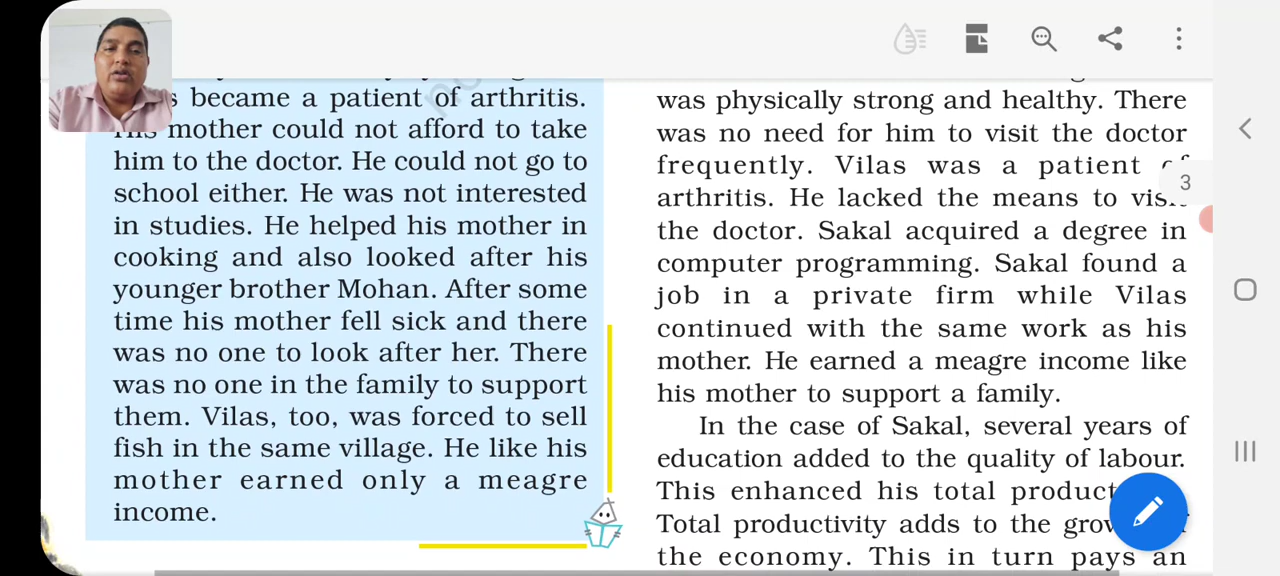 became a patient of arthritis.
mother could not afford to take
him to the doctor. He could not go to
school either. He was not interested
in studies. He helped his mother in
cooking and also looked after his
younger brother Mohan. After some
time his mother fell sick and there
was no one to look after her. There
was no one in the family to support
them. Vilas, too, was forced to sell
fish in the same village. He like his
mother earned only a meagre
income.
was physically strong and healthy. There
was no need for him to visit the doctor
frequently. Vilas was a patient of
arthritis. He lacked the means to visit
the doctor. Sakal acquired a degree in
computer programming. Sakal found a
job in a private firm while Vilas
continued with the same work as his
mother. He earned a meagre income like
his mother to support a family.
In the case of Sakal, several years of
education added to the quality of labour.
This enhanced his total
Total productivity adds to the
the economy. This in turn pays an
3